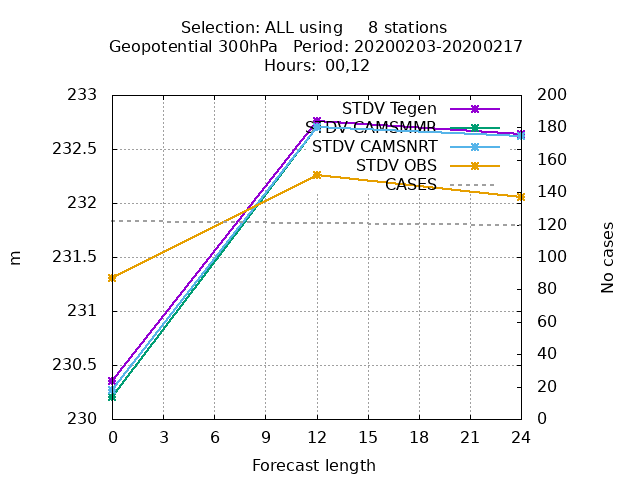 Selection: ALL using     8 stations
Geopotential 300hPa   Period: 20200203-20200217
Hours: 00,12
233
232.5
232
231.5
231
230.5
230
m
200
180
160
140
120
100
80
60
40
20
0
No cases
STDV Tegen
STDV CAMSMMR
STDV CAMSNRT
STDV OBS
CASES
0 3 6 9 12 15 18 21 24
Forecast length